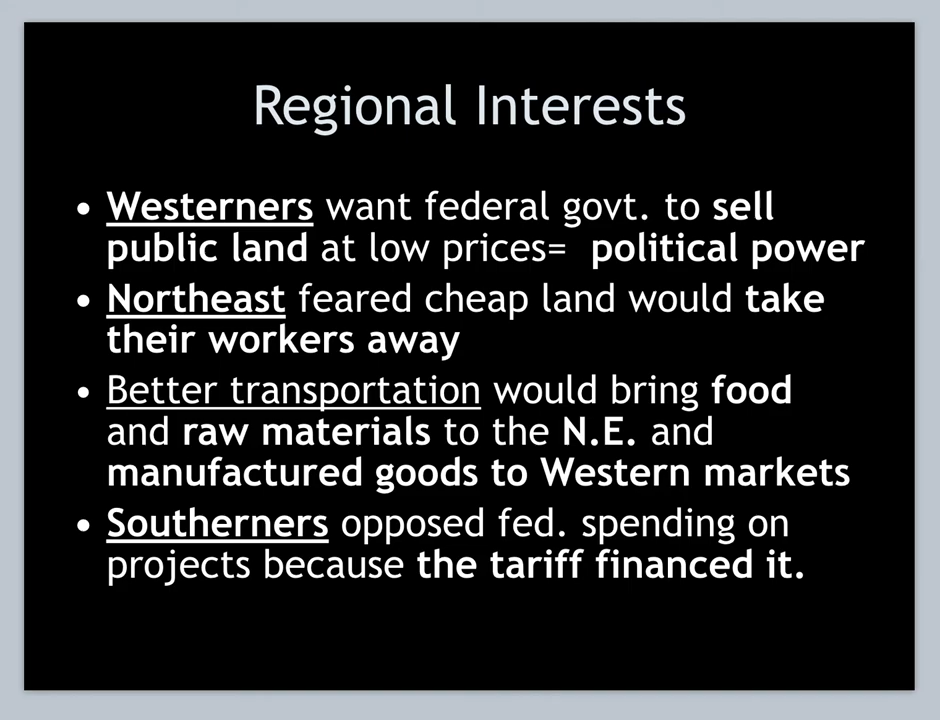 Regional Interests
• Westerners want federal govt. to sell
public land at low prices=  political power
• Northeast feared cheap land would take
their workers away
• Better transportation would bring food
and raw materials to the N.E. and
manufactured goods to Western markets
• Southerners opposed fed. spending on
projects because the tariff financed it.